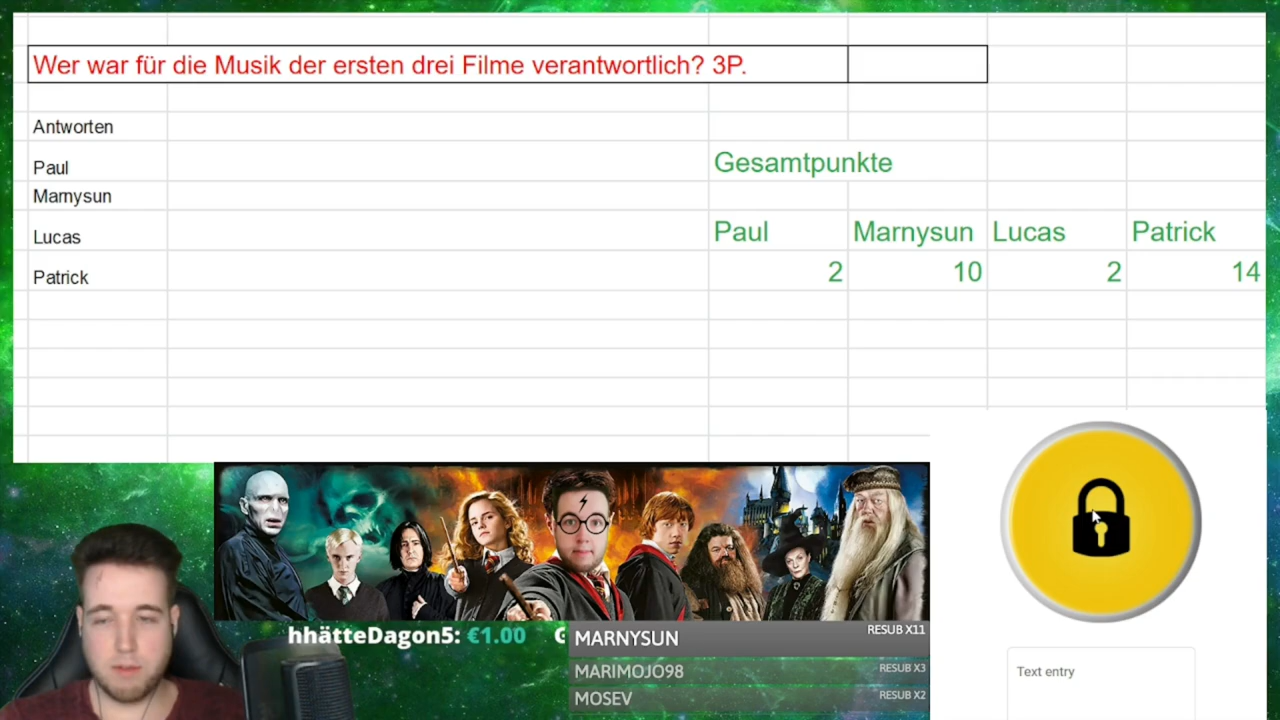 Wer war für die Musik der ersten drei Filme verantwortlich? 3P.
Antworten
Paul
Marnysun
Lucas
Patrick
Gesamtpunkte
Paul Marnysun Lucas Patrick
2 10 2 14
hhätteDagon5: €1.00 G
MARNYSUN RESUB X11
MARIMOJO98 RESUB X3
MOSEV RESUB X2
Text entry